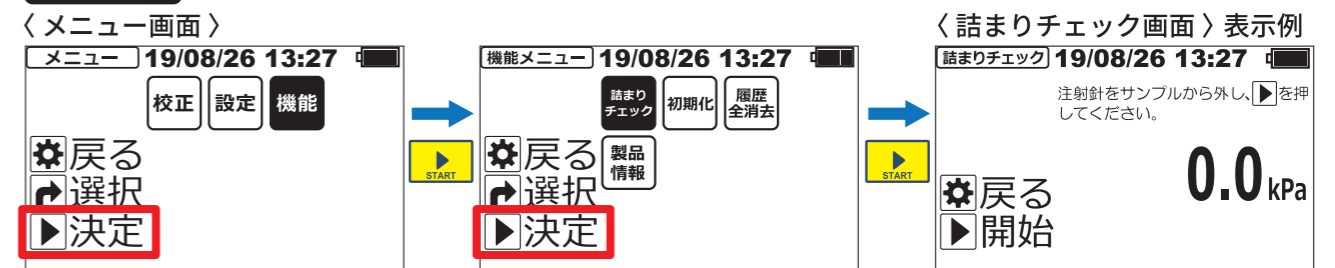 〈 メニュー画面 〉
メニュー 19/08/26 13:27
校正 設定 機能
戻る
選択
決定
START
機能メニュー 19/08/26 13:27
詰まり
チェック
初期化
履歴
全消去
製品
情報
戻る
選択
決定
START
〈 詰まりチェック画面 〉表示例
詰まりチェック 19/08/26 13:27
注射針をサンプルから外し、▶を押
してください。
0.0 kPa
戻る
開始